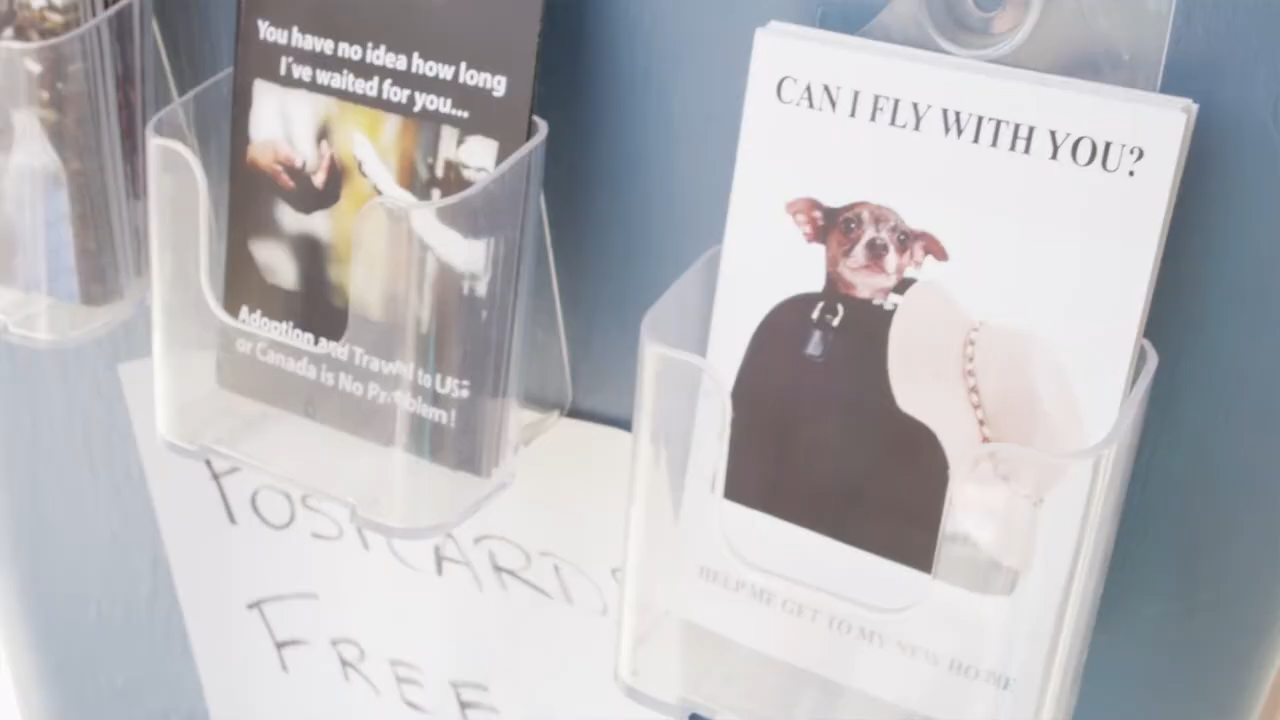 You have no idea how long
I´ve waited for you...
Adoption and Travel to US
or Canada is No Problem!
POSTCARDS
FREE
CAN I FLY WITH YOU?
HELP ME GET TO MY NEW HOME